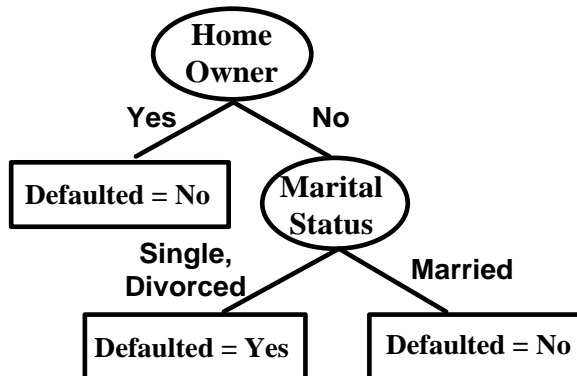 Home
Owner
Yes
No
Defaulted = No
Marital
Status
Single,
Divorced
Married
Defaulted = Yes
Defaulted = No